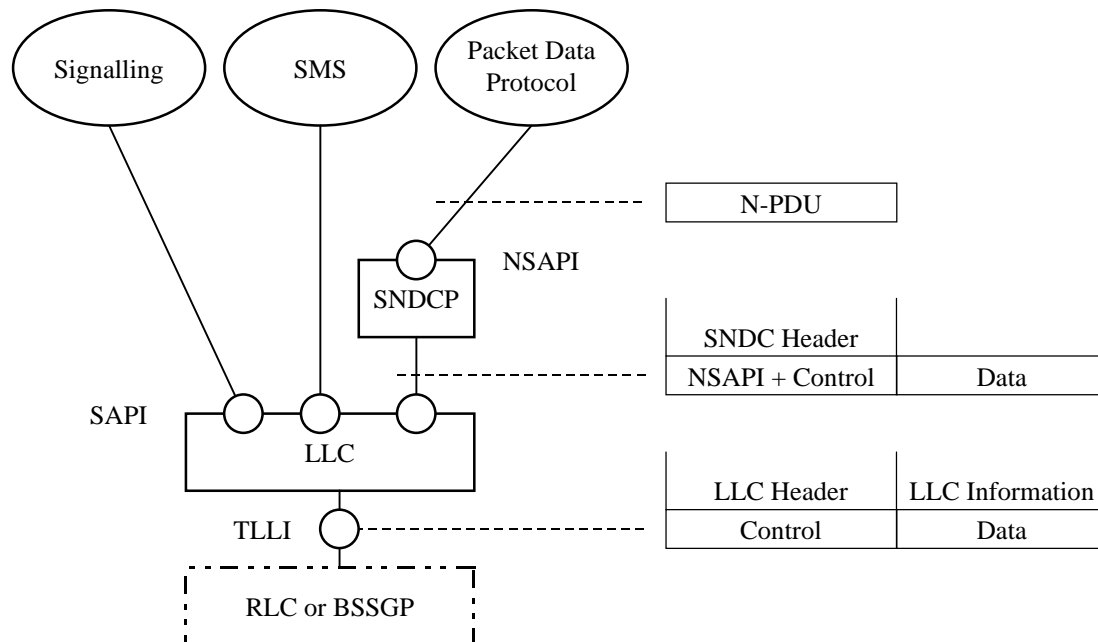 Signalling
SMS
Packet Data
Protocol
N-PDU
NSAPI
SNDCP
SNDC Header
NSAPI + Control
Data
SAPI
LLC
LLC Header
LLC Information
TLLI
Control
Data
RLC or BSSGP